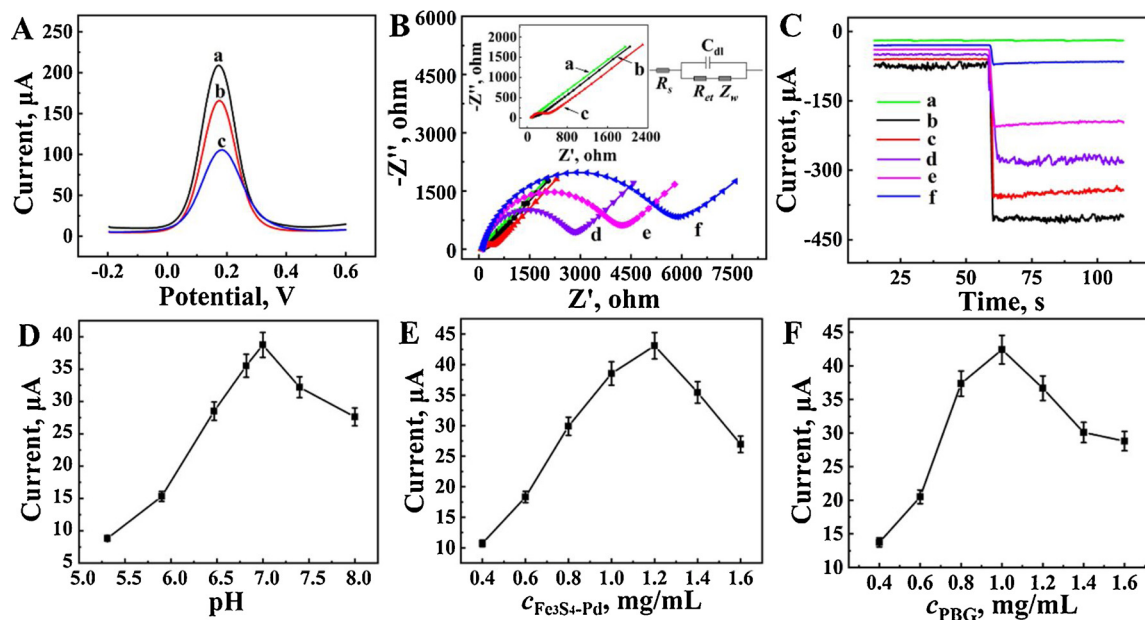 A
Current, μA
250
200
150
100
50
0
a
b
c
-0.2
0.0
0.2
0.4
0.6
Potential, V
B
-Z'', ohm
6000
4500
3000
1500
0
-Z'', ohm
2000
1500
1000
500
0
a
b
c
0
800
1600
2400
Z', ohm
Cdl
Rs
Ret
Zw
d
e
f
0
1500
3000
4500
6000
7500
Z', ohm
C
Current, μA
0
-150
-300
-450
a
b
c
d
e
f
25
50
75
100
Time, s
D
Current, μA
40
35
30
25
20
15
10
5
5.0
5.5
6.0
6.5
7.0
7.5
8.0
pH
E
Current, μA
45
40
35
30
25
20
15
10
0.4
0.6
0.8
1.0
1.2
1.4
1.6
cFe3S4-Pd, mg/mL
F
Current, μA
45
40
35
30
25
20
15
10
0.4
0.6
0.8
1.0
1.2
1.4
1.6
cPBG, mg/mL